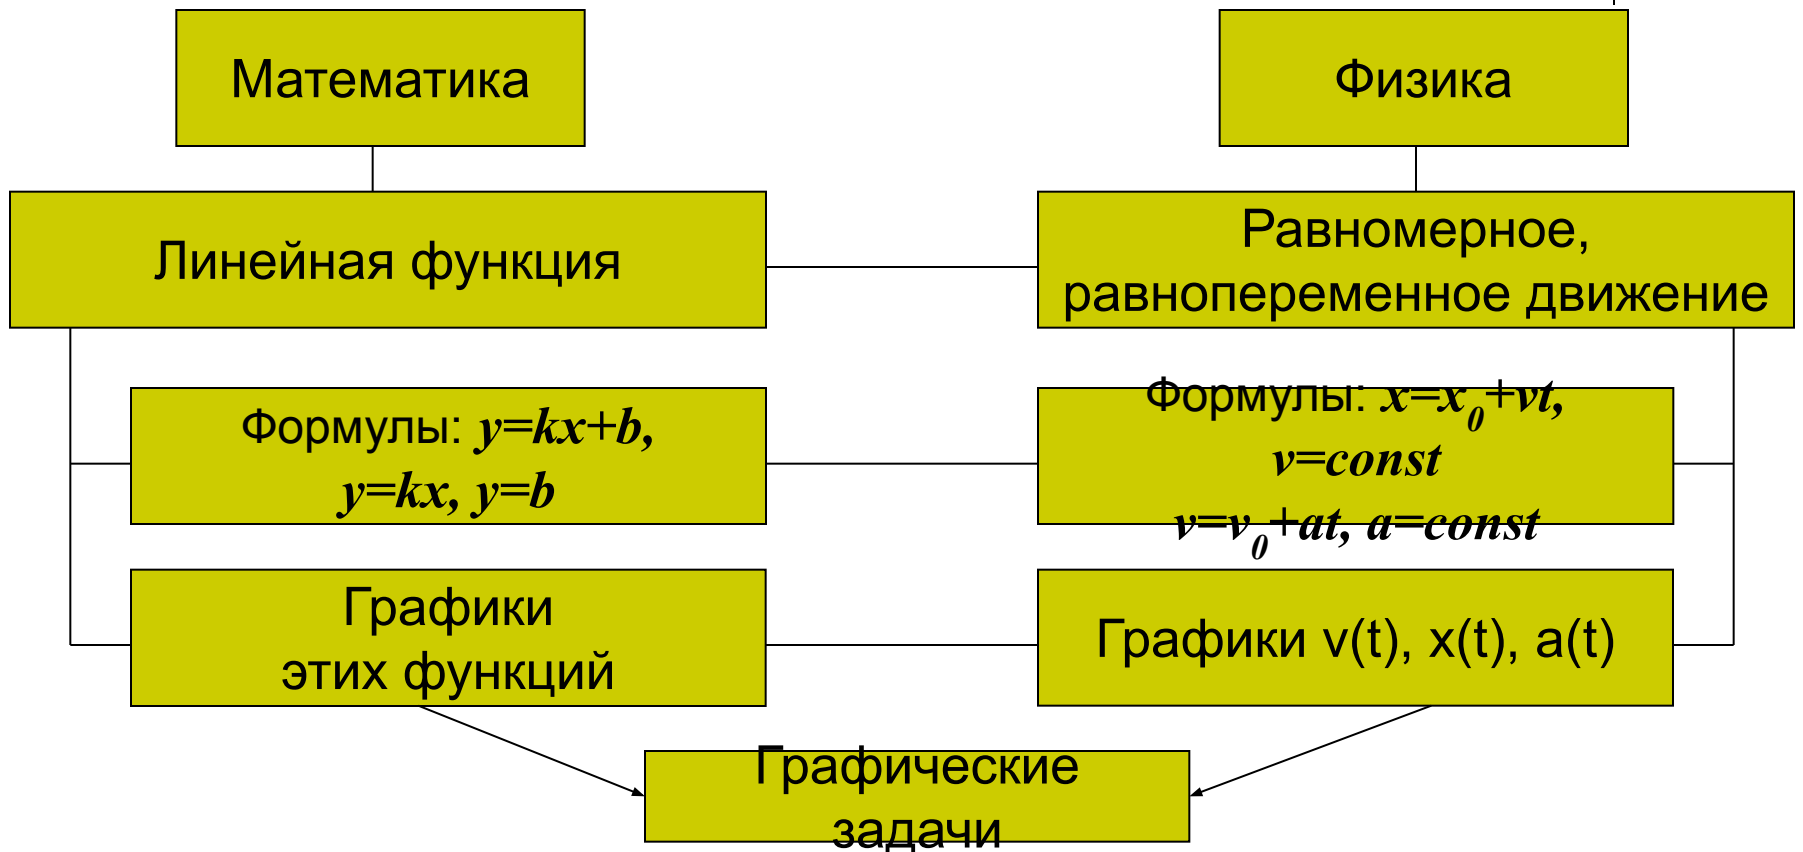 Математика
Физика
Линейная функция
Равномерное,
равнопеременное движение
Формулы: y=kx+b,
y=kx, y=b
Формулы: x=x₀+vt,
v=const
v=v₀+at, a=const
Графики
этих функций
Графики v(t), x(t), a(t)
Графические
задачи